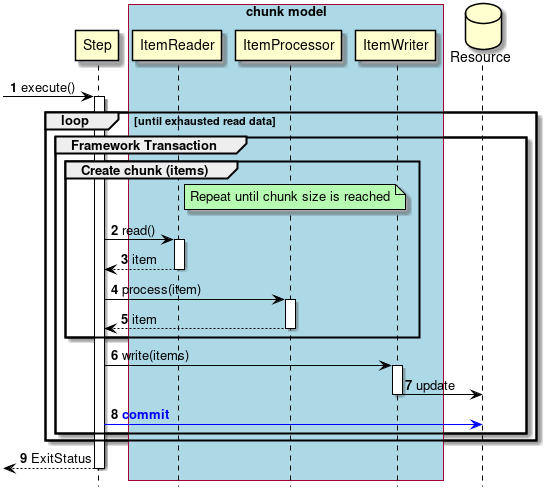 chunk model
Step
ItemReader
ItemProcessor
ItemWriter
Resource
1 execute()
loop [until exhausted read data]
Framework Transaction
Create chunk (items)
Repeat until chunk size is reached
2 read()
3 item
4 process(item)
5 item
6 write(items)
7 update
8 commit
9 ExitStatus